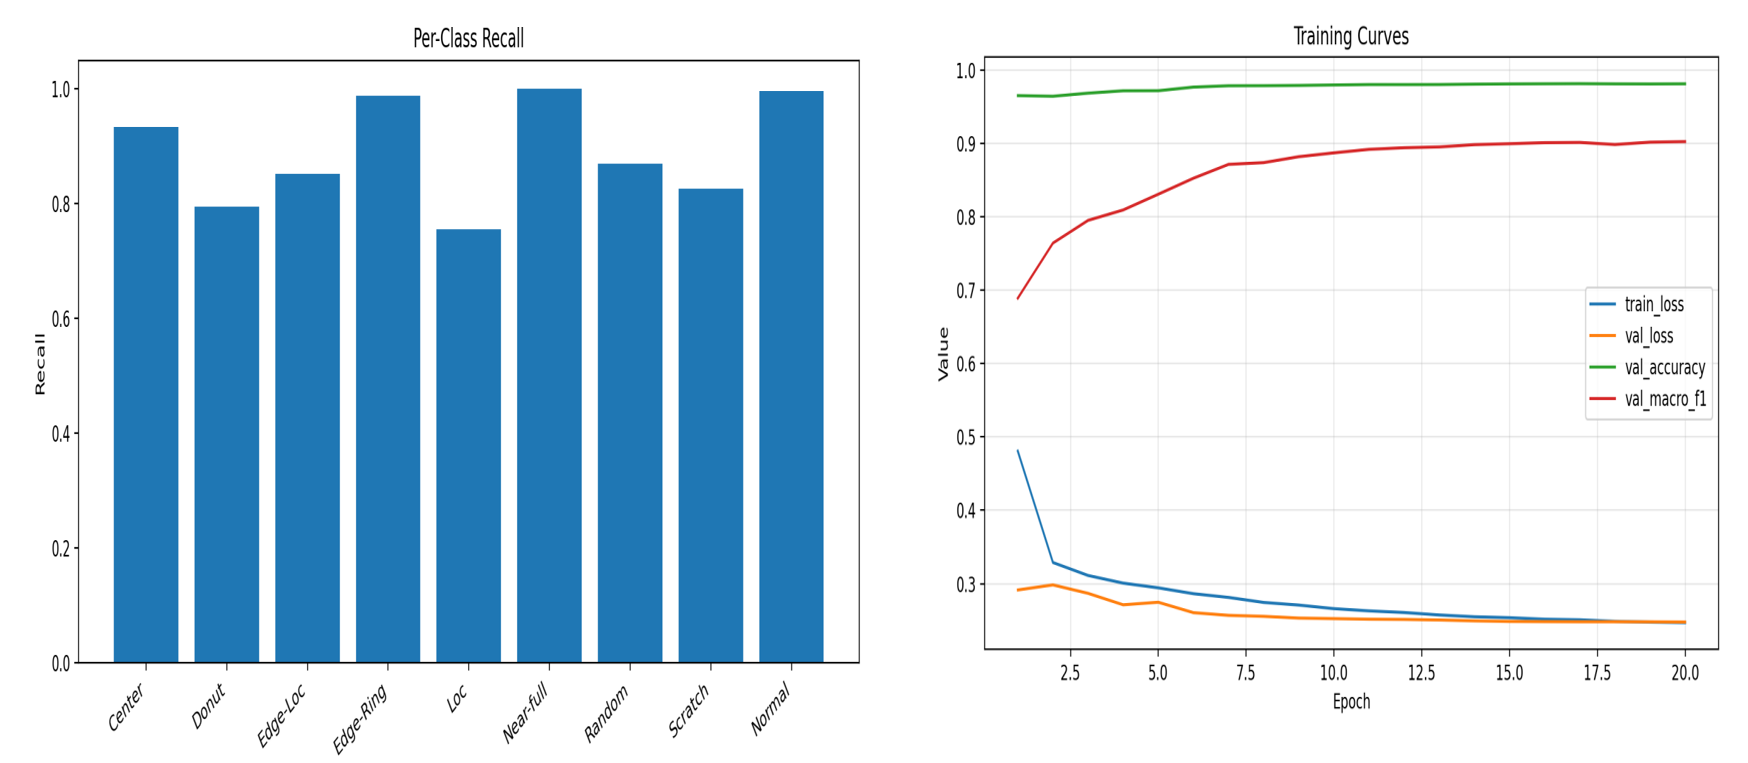 Per-Class Recall
1.0
0.8
0.6
0.4
0.2
0.0
Recall
Center
Donut
Edge-Loc
Edge-Ring
Loc
Near-full
Random
Scratch
Normal
Training Curves
1.0
0.9
0.8
0.7
0.6
0.5
0.4
0.3
Value
train_loss
val_loss
val_accuracy
val_macro_f1
2.5 5.0 7.5 10.0 12.5 15.0 17.5 20.0
Epoch